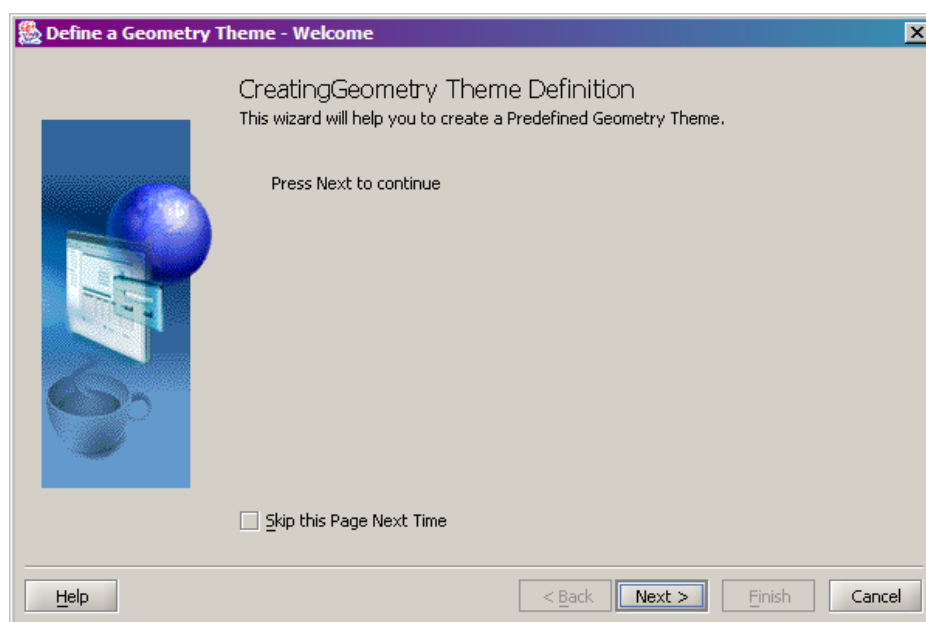 Define a Geometry Theme - Welcome
CreatingGeometry Theme Definition
This wizard will help you to create a Predefined Geometry Theme.
Press Next to continue
Skip this Page Next Time
Help
< Back
Next >
Finish
Cancel